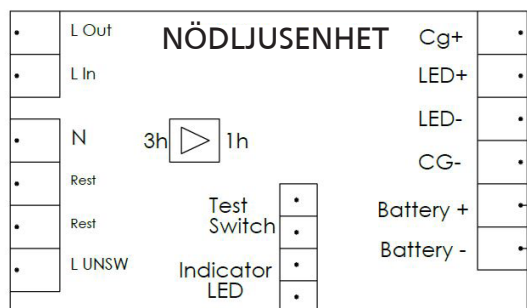 NÖDLJUSENHET
L Out
L In
N
Rest
Rest
L UNSW
3h 1h
Test
Switch
Indicator
LED
Cg+
LED+
LED-
CG-
Battery +
Battery -